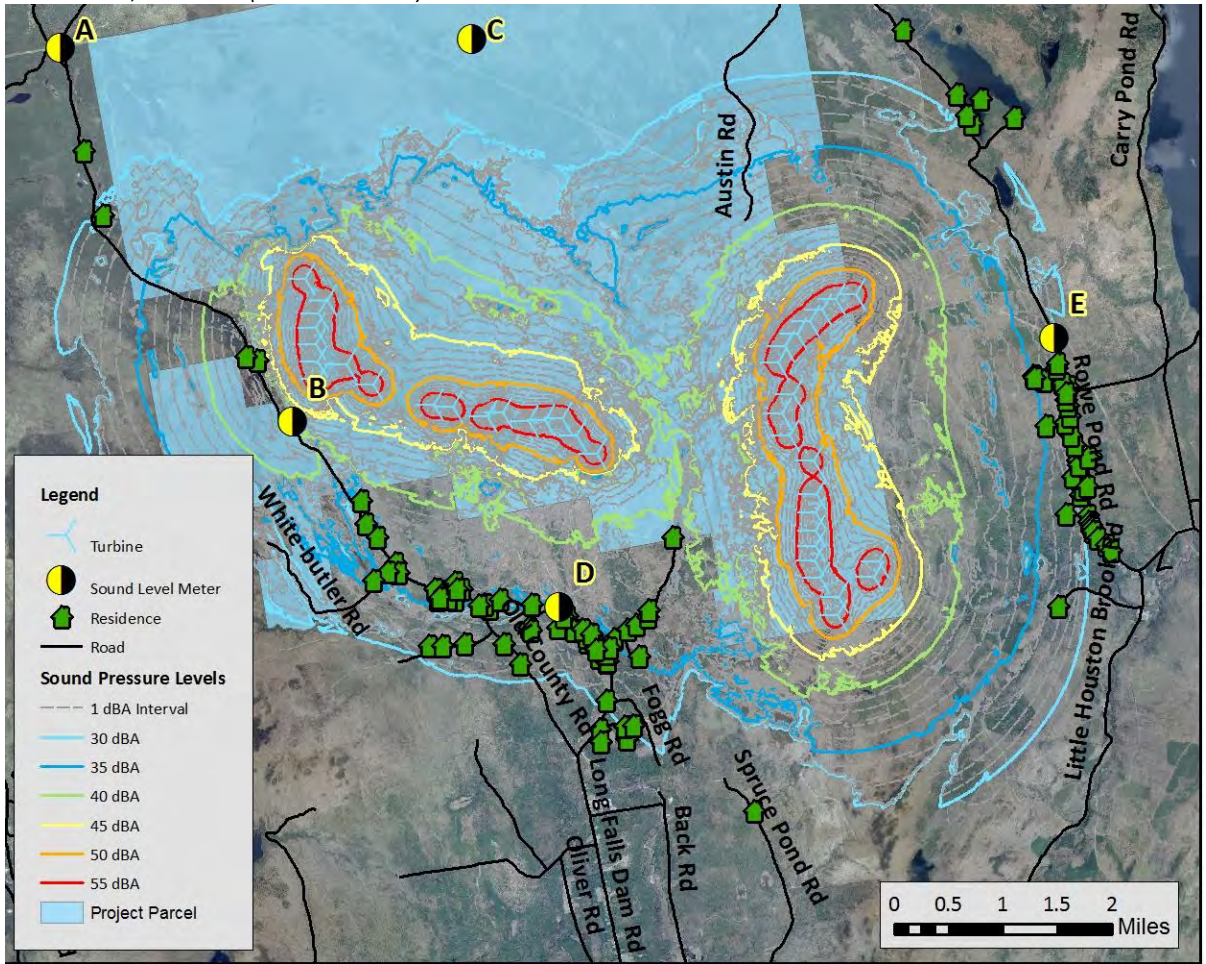 A
C
Austin Rd
Carry Pond Rd
E
Rowe Pond Rd
B
D
White-butler Rd
Old County Rd
Fogg Rd
Little Houston Brook Rd
Spruce Pond Rd
Long Falls Dam Rd
Back Rd
Oliver Rd
Legend
Turbine
Sound Level Meter
Residence
Road
Sound Pressure Levels
1 dBA Interval
30 dBA
35 dBA
40 dBA
45 dBA
50 dBA
55 dBA
Project Parcel
0 0.5 1 1.5 2
Miles